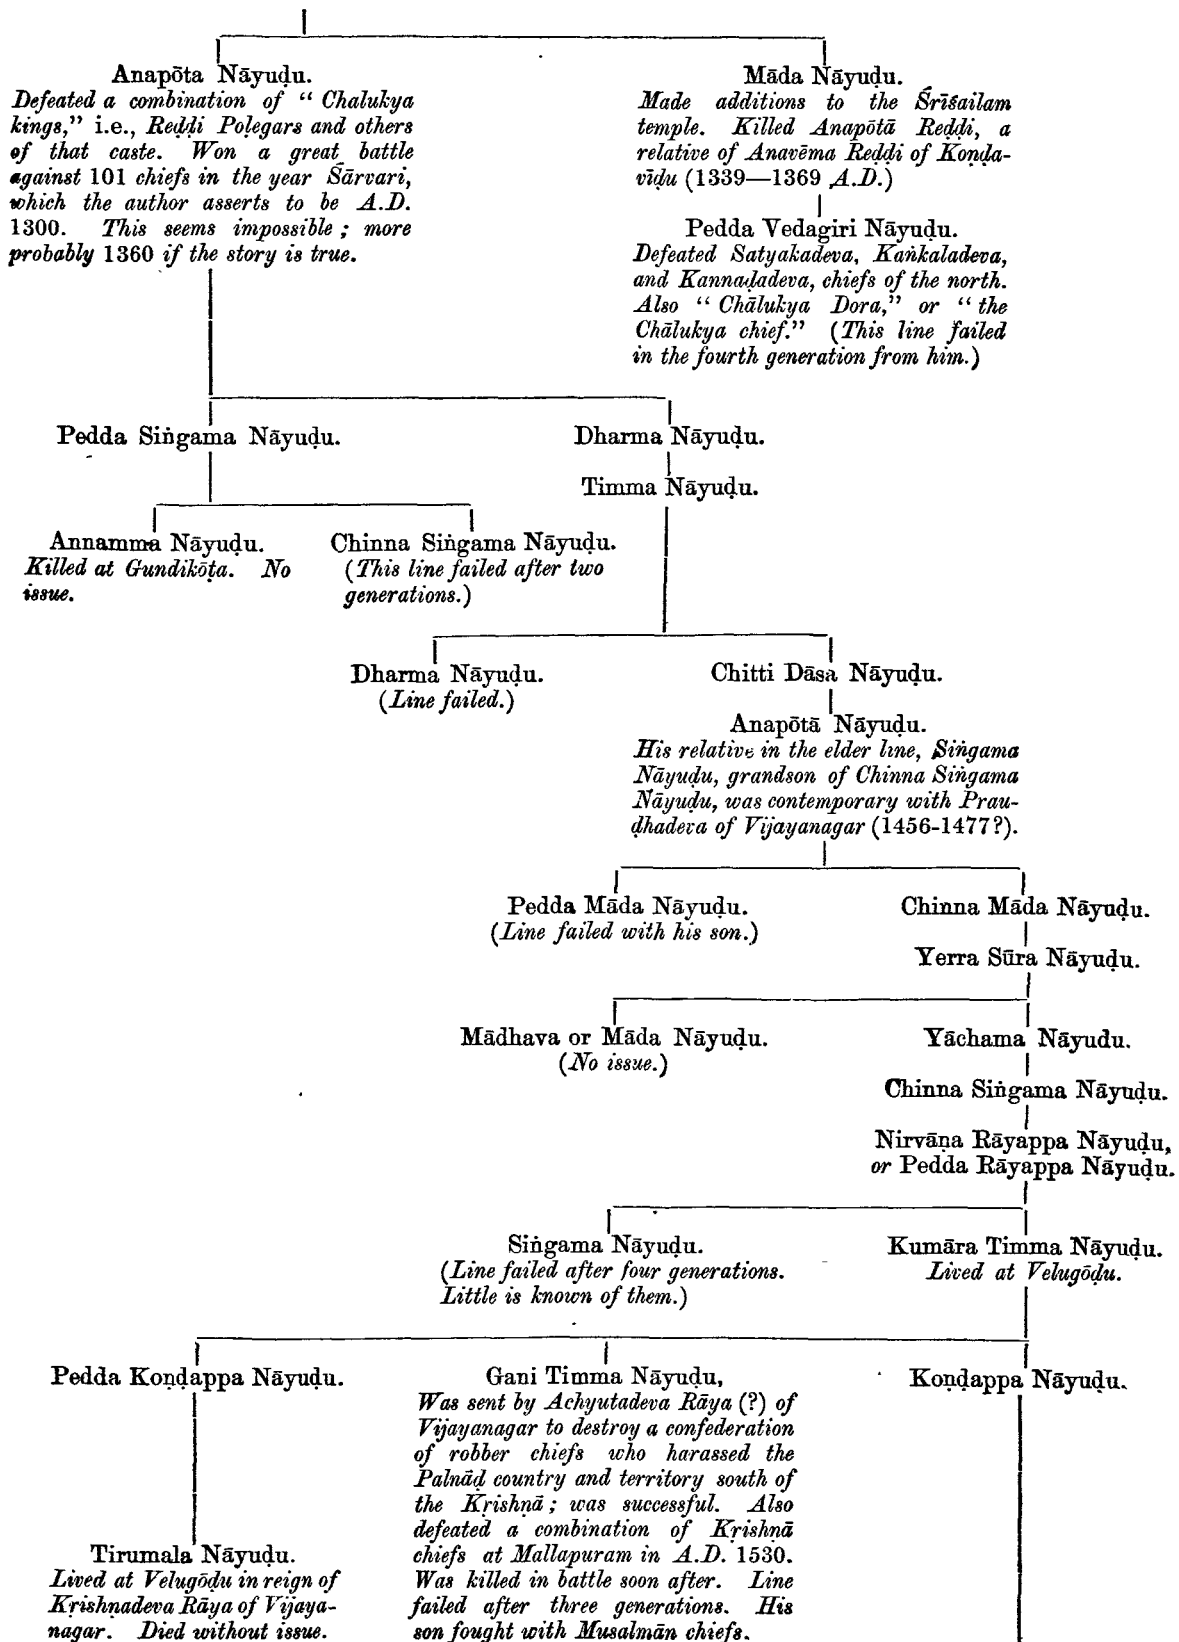 Anapōta Nāyuḍu.
Defeated a combination of “ Chalukya
kings,” i.e., Reḍḍi Poḷegars and others
of that caste. Won a great battle
against 101 chiefs in the year Śārvari,
which the author asserts to be A.D.
1300. This seems impossible ; more
probably 1360 if the story is true.
Māda Nāyuḍu.
Made additions to the Śrīśailam
temple. Killed Anapōtā Reḍḍi, a
relative of Anavēma Reḍḍi of Koṇḍa-
vīḍu (1339—1369 A.D.)
Pedda Vedagiri Nāyuḍu.
Defeated Satyakadeva, Kaṅkaladeva,
and Kannaḍadeva, chiefs of the north.
Also “ Chālukya Dora,” or “ the
Chālukya chief.” (This line failed
in the fourth generation from him.)
Pedda Siṅgama Nāyuḍu.
Dharma Nāyuḍu.
Timma Nāyuḍu.
Annamma Nāyuḍu.
Killed at Gundikōṭa. No
issue.
Chinna Siṅgama Nāyuḍu.
(This line failed after two
generations.)
Dharma Nāyuḍu.
(Line failed.)
Chitti Dāsa Nāyuḍu.
Anapōtā Nāyuḍu.
His relative in the elder line, Siṅgama
Nāyuḍu, grandson of Chinna Siṅgama
Nāyuḍu, was contemporary with Prau-
ḍhadeva of Vijayanagar (1456-1477?).
Pedda Māda Nāyuḍu.
(Line failed with his son.)
Chinna Māda Nāyuḍu.
Yerra Sūra Nāyuḍu.
Mādhava or Māda Nāyuḍu.
(No issue.)
Yāchama Nāyudu.
Chinna Siṅgama Nāyuḍu.
Nirvāṇa Rāyappa Nāyuḍu,
or Pedda Rāyappa Nāyuḍu.
Siṅgama Nāyuḍu.
(Line failed after four generations.
Little is known of them.)
Kumāra Timma Nāyuḍu.
Lived at Velugōḍu.
Pedda Koṇḍappa Nāyuḍu.
Gani Timma Nāyuḍu,
Was sent by Achyutadeva Rāya (?) of
Vijayanagar to destroy a confederation
of robber chiefs who harassed the
Palnāḍ country and territory south of
the Kṛishṇā ; was successful. Also
defeated a combination of Kṛishṇā
chiefs at Mallapuram in A.D. 1530.
Was killed in battle soon after. Line
failed after three generations. His
son fought with Musalmān chiefs.
Koṇḍappa Nāyuḍu.
Tirumala Nāyuḍu.
Lived at Velugōḍu in reign of
Kṛishṇadeva Rāya of Vijaya-
nagar. Died without issue.